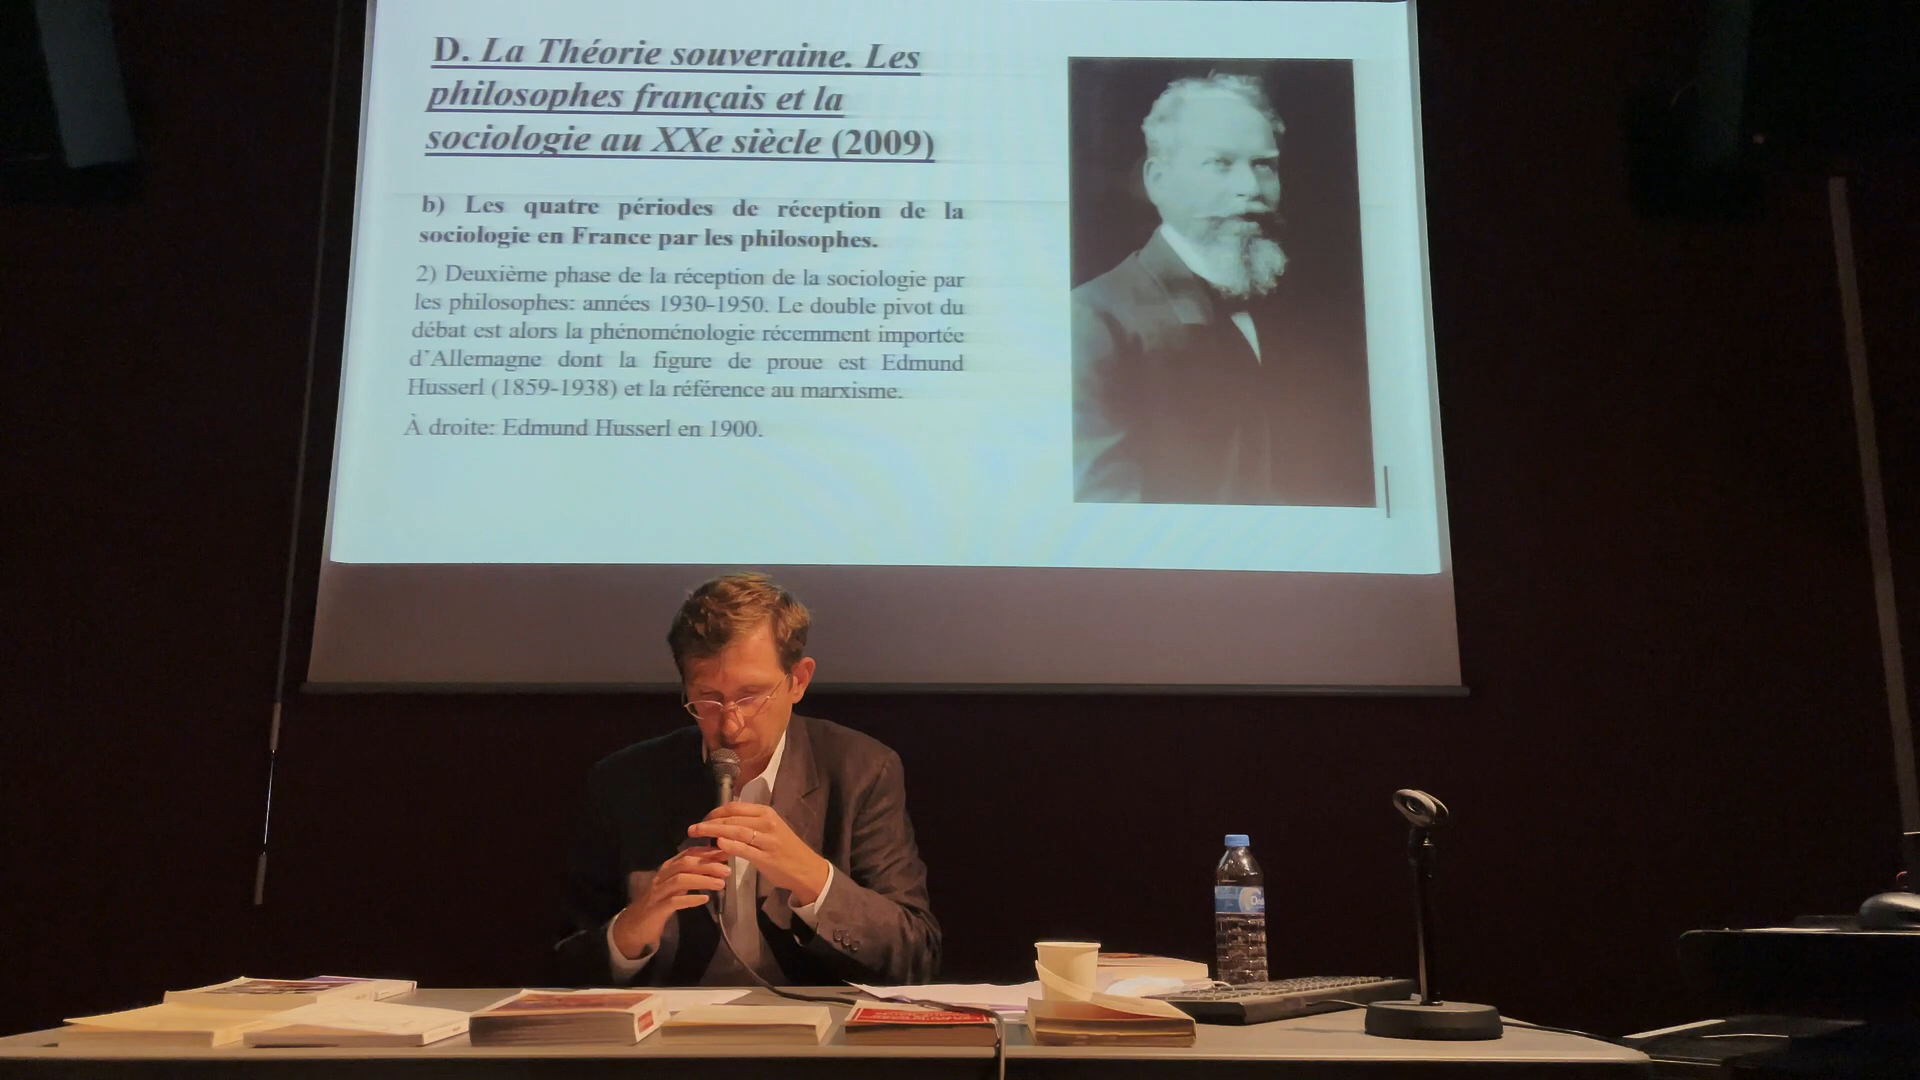 D. La Théorie souveraine. Les
philosophes français et la
sociologie au XXe siècle (2009)
b) Les quatre périodes de réception de la
sociologie en France par les philosophes.
2) Deuxième phase de la réception de la sociologie par
les philosophes: années 1930-1950. Le double pivot du
débat est alors la phénoménologie récemment importée
d'Allemagne dont la figure de proue est Edmund
Husserl (1859-1938) et la référence au marxisme.
À droite: Edmund Husserl en 1900.